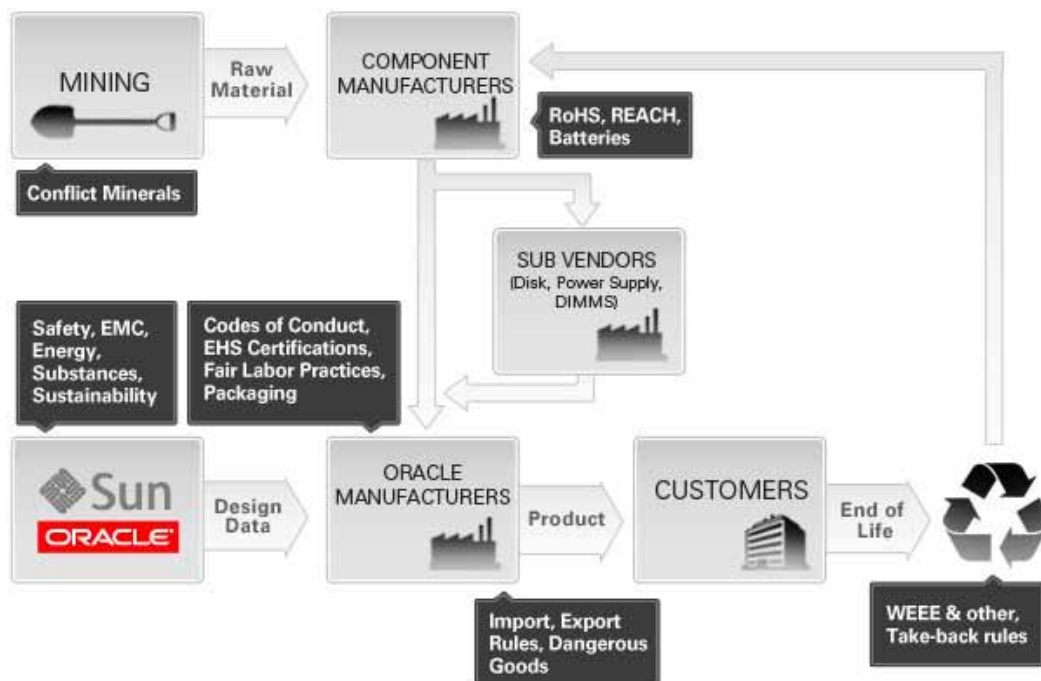 MINING
Raw
Material
COMPONENT
MANUFACTURERS
RoHS, REACH,
Batteries
Conflict Minerals
SUB VENDORS
(Disk, Power Supply,
DIMMS)
Safety, EMC,
Energy,
Substances,
Sustainability
Codes of Conduct,
EHS Certifications,
Fair Labor Practices,
Packaging
Sun
ORACLE
Design
Data
ORACLE
MANUFACTURERS
Product
CUSTOMERS
End of
Life
Import, Export
Rules, Dangerous
Goods
WEEE & other,
Take-back rules